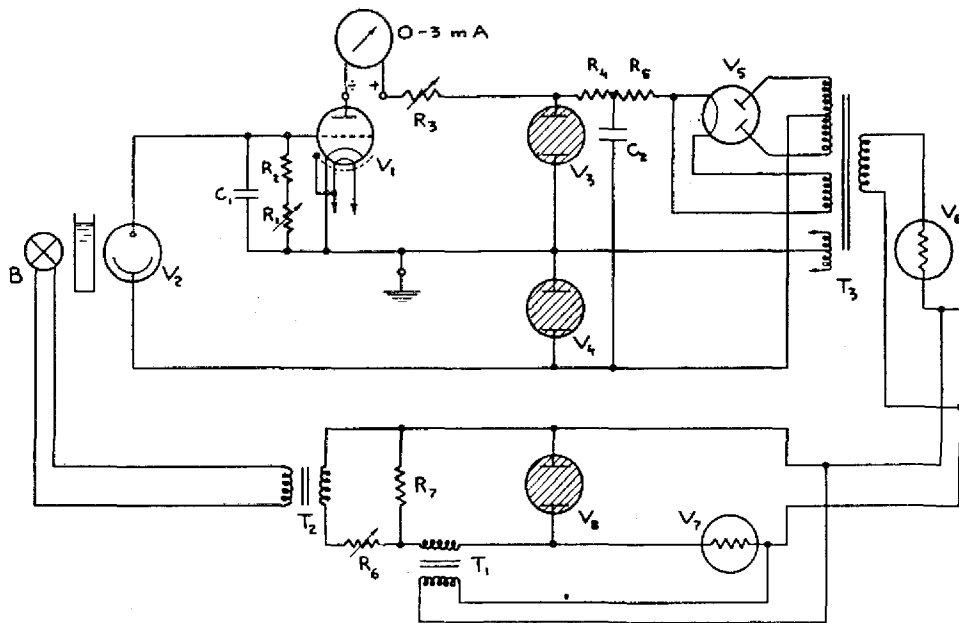 0-3 mA
÷ +
R₃
R₄
R₅
V₅
C₂
V₃
V₁
R₂
C₁
R₁
B
V₂
V₄
T₃
V₆
T₂
R₇
R₆
T₁
V₈
V₇